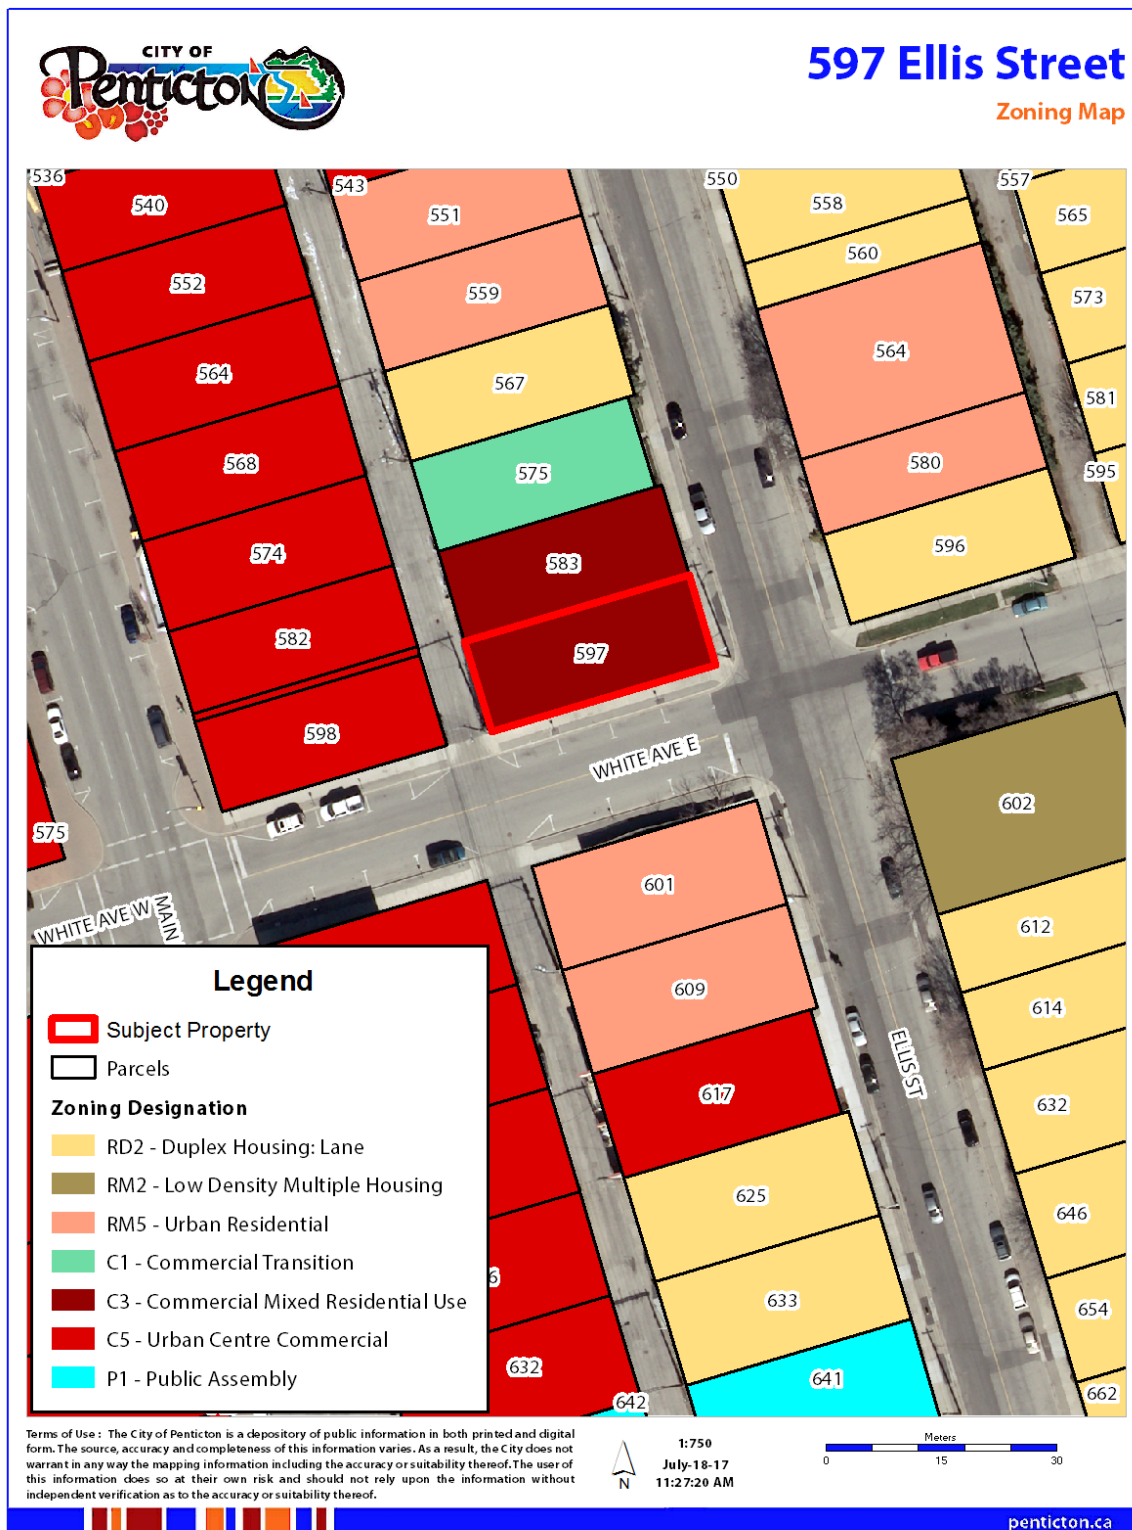 CITY OF
Penticton
597 Ellis Street
Zoning Map
536
540
543
551
550
558
557
565
560
552
559
573
564
564
567
581
568
575
580
595
574
583
596
582
597
598
WHITE AVE E
575
602
601
WHITE AVE W
MAIN
612
609
614
ELLIS ST
617
632
625
646
6
633
654
632
641
642
662
Legend
Subject Property
Parcels
Zoning Designation
RD2 - Duplex Housing: Lane
RM2 - Low Density Multiple Housing
RM5 - Urban Residential
C1 - Commercial Transition
C3 - Commercial Mixed Residential Use
C5 - Urban Centre Commercial
P1 - Public Assembly
Terms of Use : The City of Penticton is a depository of public information in both printed and digital
form. The source, accuracy and completeness of this information varies. As a result, the City does not
warrant in any way the mapping information including the accuracy or suitability thereof. The user of
this information does so at their own risk and should not rely upon the information without
independent verification as to the accuracy or suitability thereof.
N
1:750
July-18-17
11:27:20 AM
Meters
0 15 30
penticton.ca